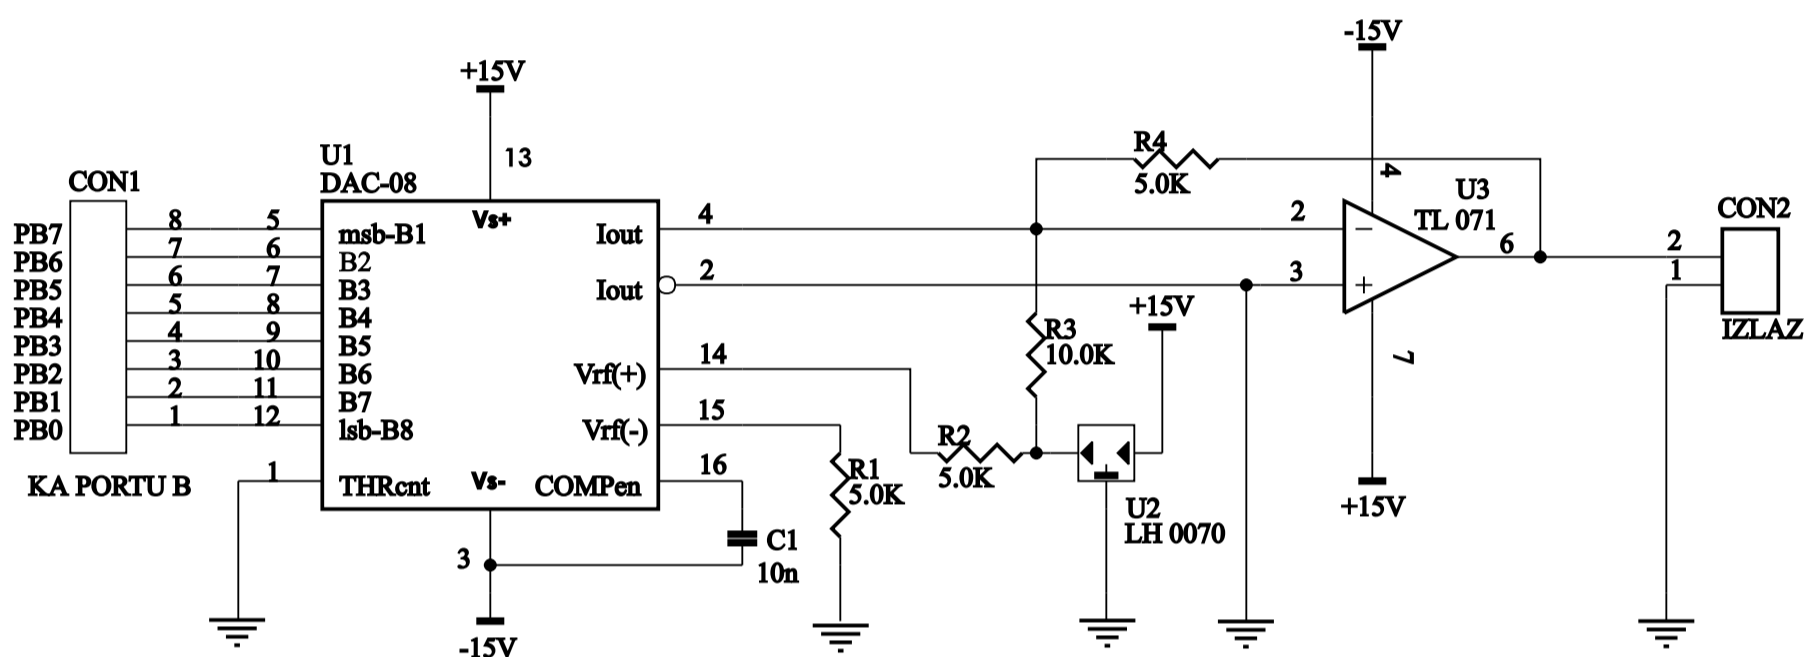 -15V
+15V
R4
13
U1
4
CON1
DAC-08
5.0K
U3
CON2
Vs+
TL 071
PB7 8 5 msb-B1 Iout 4 2 − 6 2
PB6 7 6 B2
PB5 6 7 B3 Iout 2 3 + 1
PB4 5 8 B4 +15V
PB3 4 9 B5 R3 IZLAZ
10.0K
PB2 3 10 B6 Vrf(+) 14 7
PB1 2 11 B7
PB0 1 12 lsb-B8 Vrf(-) 15 R2
5.0K
R1
5.0K
KA PORTU B 1 THRcnt Vs- COMPen 16
+15V
U2
LH 0070
3 C1
10n
-15V